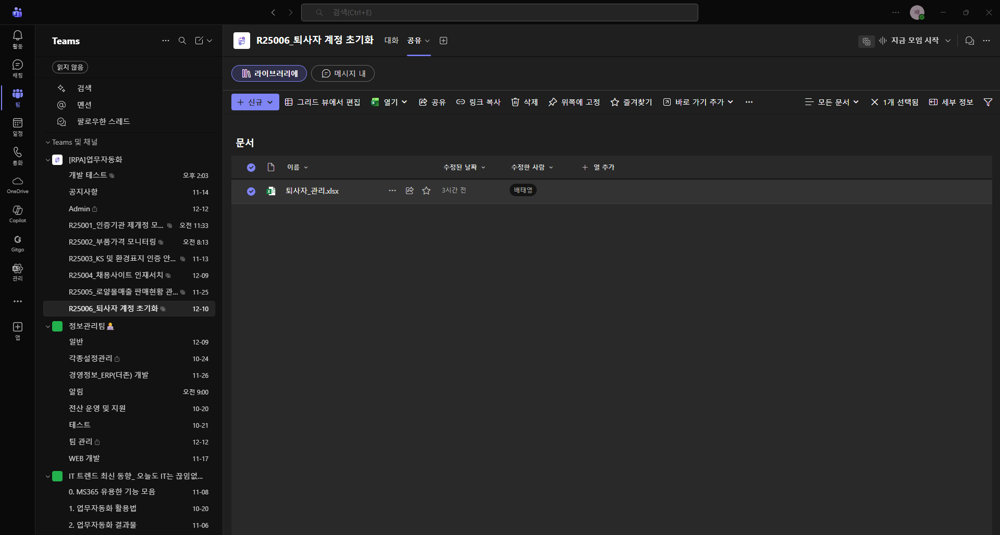 검색(Ctrl+E)
배
활동
채팅
팀
일정
통화
OneDrive
Copilot
Gitgo
관리
앱
Teams
읽지 않음
검색
멘션
팔로우한 스레드
Teams 및 채널
[RPA]업무자동화
개발 테스트 오후 2:03
공지사항 11-14
Admin 12-12
R25001_인증기관 제개정 모... 오전 11:33
R25002_부품가격 모니터링 오전 8:13
R25003_KS 및 환경표지 인증 안... 11-13
R25004_채용사이트 인재서치 12-09
R25005_로얄몰매출 판매현황 관... 11-25
R25006_퇴사자 계정 초기화 12-10
정보관리팀
일반 12-09
각종설정관리 10-24
경영정보_ERP(더존) 개발 11-26
알림 오전 9:00
전산 운영 및 지원 10-20
테스트 10-21
팀 관리 12-12
WEB 개발 11-17
IT 트렌드 최신 동향_ 오늘도 IT는 끊임없...
0. MS365 유용한 기능 모음 11-08
1. 업무자동화 활용법 10-20
2. 업무자동화 결과물 11-06
R25006_퇴사자 계정 초기화 대화 공유 지금 모임 시작
라이브러리에 메시지 내
신규 그리드 뷰에서 편집 열기 공유 링크 복사 삭제 위쪽에 고정 즐겨찾기 바로 가기 추가 모든 문서 1개 선택됨 세부 정보
문서
이름 수정된 날짜 수정한 사람 열 추가
퇴사자_관리.xlsx 3시간 전 배태영